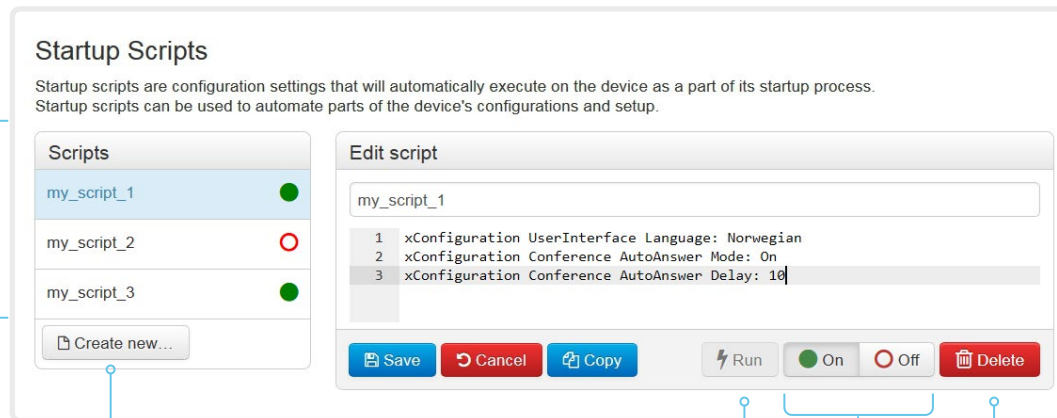 Startup Scripts
Startup scripts are configuration settings that will automatically execute on the device as a part of its startup process.
Startup scripts can be used to automate parts of the device's configurations and setup.
Scripts
my_script_1
my_script_2
my_script_3
Create new...
Edit script
my_script_1
1 xConfiguration UserInterface Language: Norwegian
2 xConfiguration Conference AutoAnswer Mode: On
3 xConfiguration Conference AutoAnswer Delay: 10
Save Cancel Copy Run On Off Delete